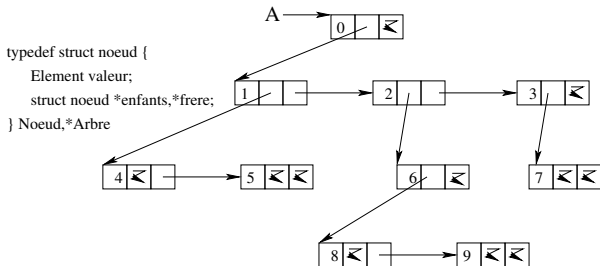 A
0
typedef struct noeud {
Element valeur;
struct noeud *enfants,*frere;
} Noeud,*Arbre
1 2 3
4 5 6 7
8 9